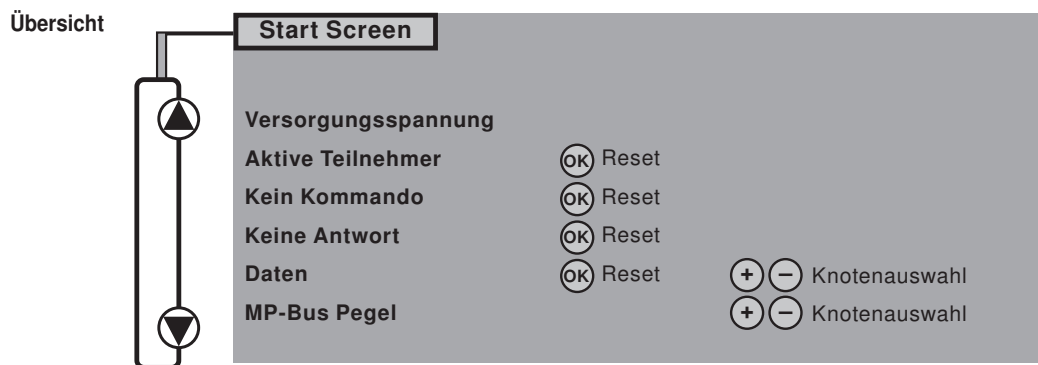 Übersicht
Start Screen
Versorgungsspannung
Aktive Teilnehmer OK Reset
Kein Kommando OK Reset
Keine Antwort OK Reset
Daten OK Reset + − Knotenauswahl
MP-Bus Pegel + − Knotenauswahl